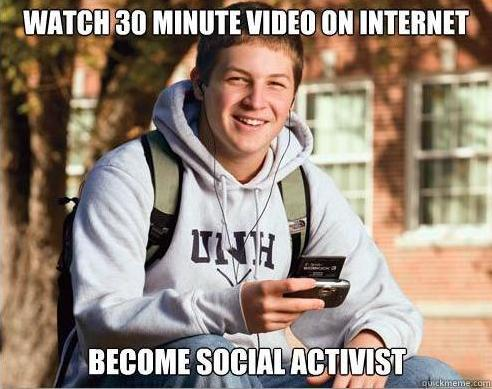 WATCH 30 MINUTE VIDEO ON INTERNET
UNH
BECOME SOCIAL ACTIVIST
quickmeme.com